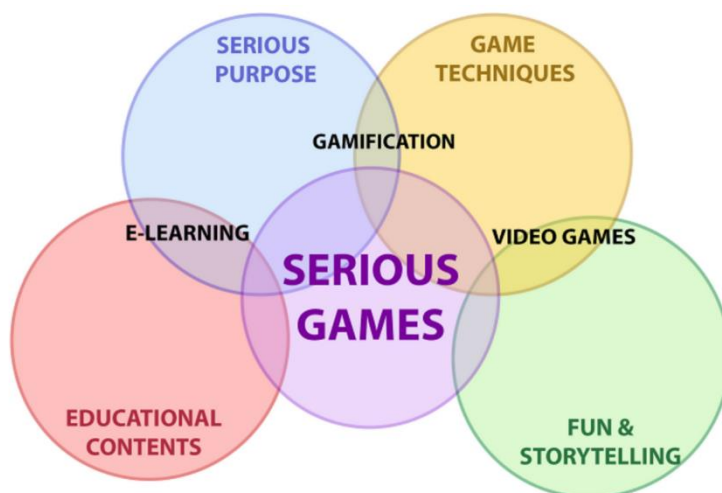 SERIOUS
PURPOSE
GAME
TECHNIQUES
GAMIFICATION
E-LEARNING
VIDEO GAMES
SERIOUS
GAMES
EDUCATIONAL
CONTENTS
FUN &
STORYTELLING